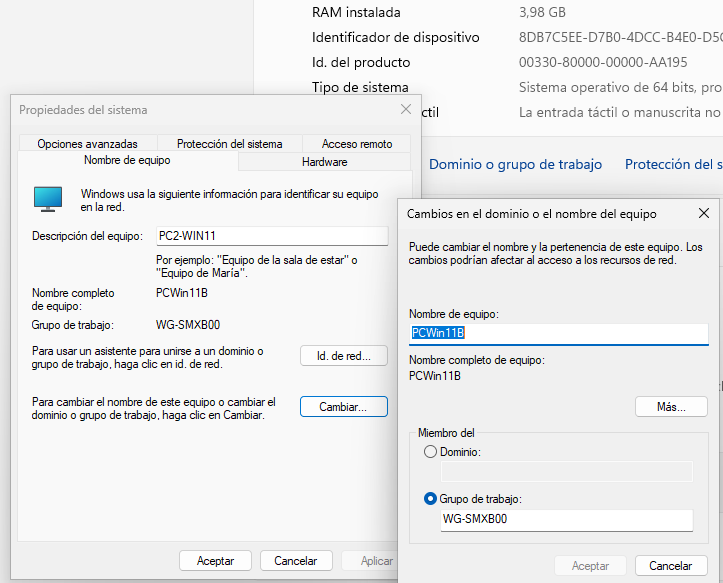 RAM instalada 3,98 GB
Identificador de dispositivo 8DB7C5EE-D7B0-4DCC-B4E0-D5
Id. del producto 00330-80000-00000-AA195
Tipo de sistema Sistema operativo de 64 bits, pro
ctil La entrada táctil o manuscrita no
Dominio o grupo de trabajo Protección del s
Propiedades del sistema
Opciones avanzadas Protección del sistema Acceso remoto
Nombre de equipo Hardware
Windows usa la siguiente información para identificar su equipo
en la red.
Descripción del equipo: PC2-WIN11
Por ejemplo: "Equipo de la sala de estar" o
"Equipo de María".
Nombre completo
de equipo: PCWin11B
Grupo de trabajo: WG-SMXB00
Para usar un asistente para unirse a un dominio o
grupo de trabajo, haga clic en id. de red.
Id. de red...
Para cambiar el nombre de este equipo o cambiar el
dominio o grupo de trabajo, haga clic en Cambiar.
Cambiar...
Aceptar Cancelar Aplicar
Cambios en el dominio o el nombre del equipo
Puede cambiar el nombre y la pertenencia de este equipo. Los
cambios podrían afectar al acceso a los recursos de red.
Nombre de equipo:
PCWin11B
Nombre completo de equipo:
PCWin11B
Más...
Miembro del
Dominio:
Grupo de trabajo:
WG-SMXB00
Aceptar Cancelar